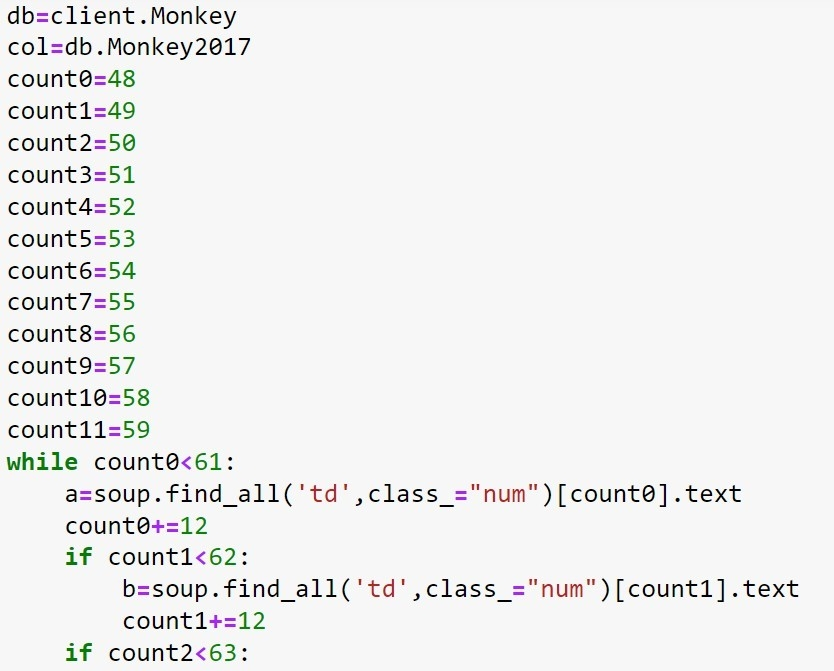 db=client.Monkey
col=db.Monkey2017
count0=48
count1=49
count2=50
count3=51
count4=52
count5=53
count6=54
count7=55
count8=56
count9=57
count10=58
count11=59
while count0<61:
    a=soup.find_all('td',class_="num")[count0].text
    count0+=12
    if count1<62:
        b=soup.find_all('td',class_="num")[count1].text
        count1+=12
    if count2<63: